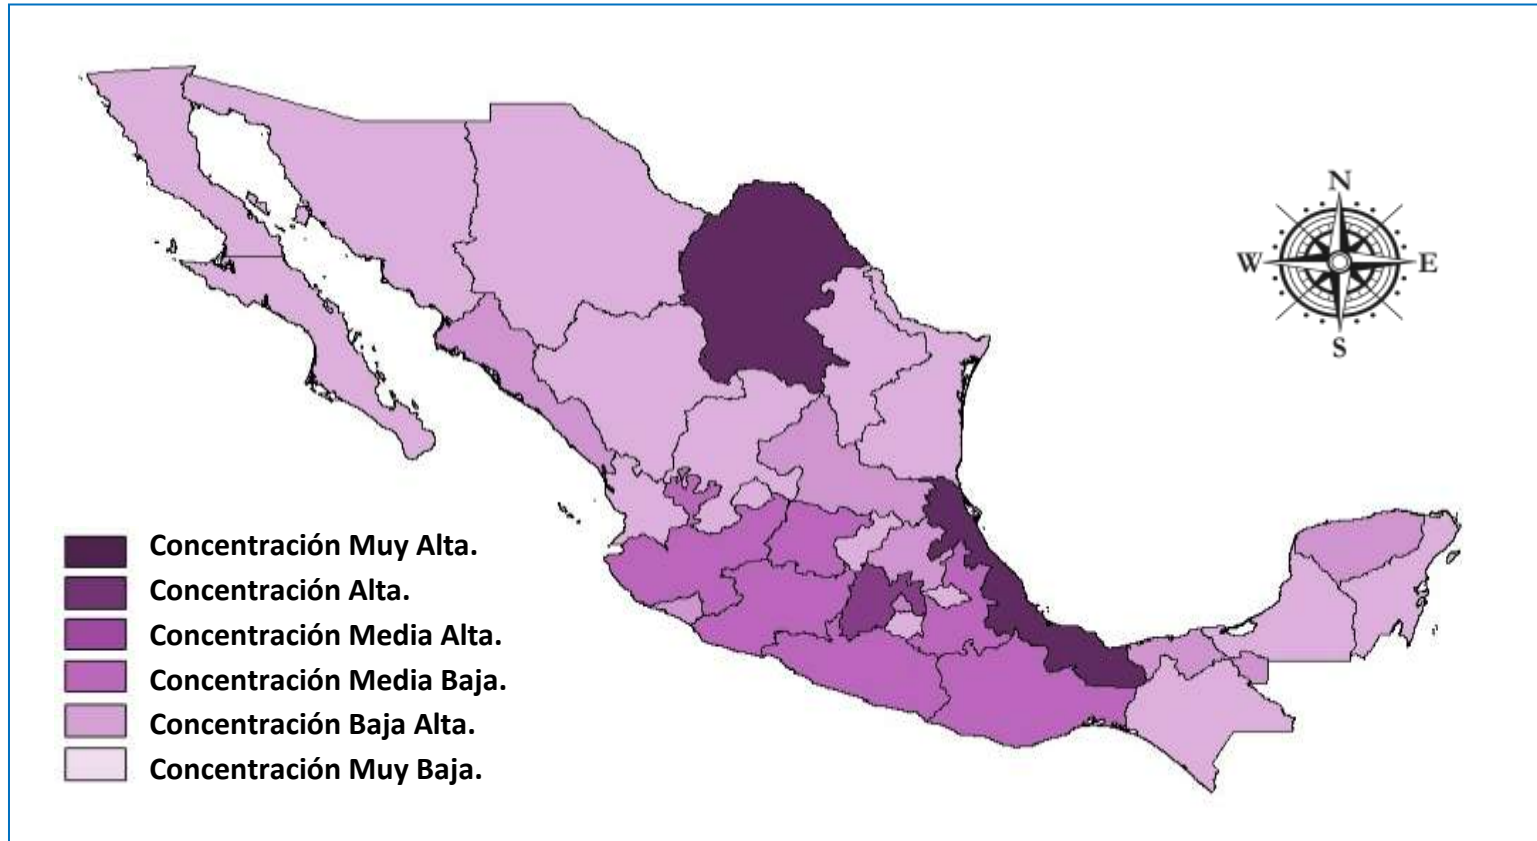 N
W
E
S
Concentración Muy Alta.
Concentración Alta.
Concentración Media Alta.
Concentración Media Baja.
Concentración Baja Alta.
Concentración Muy Baja.